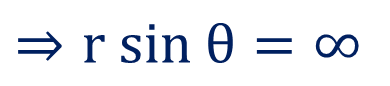 ⇒ r sin θ = ∞